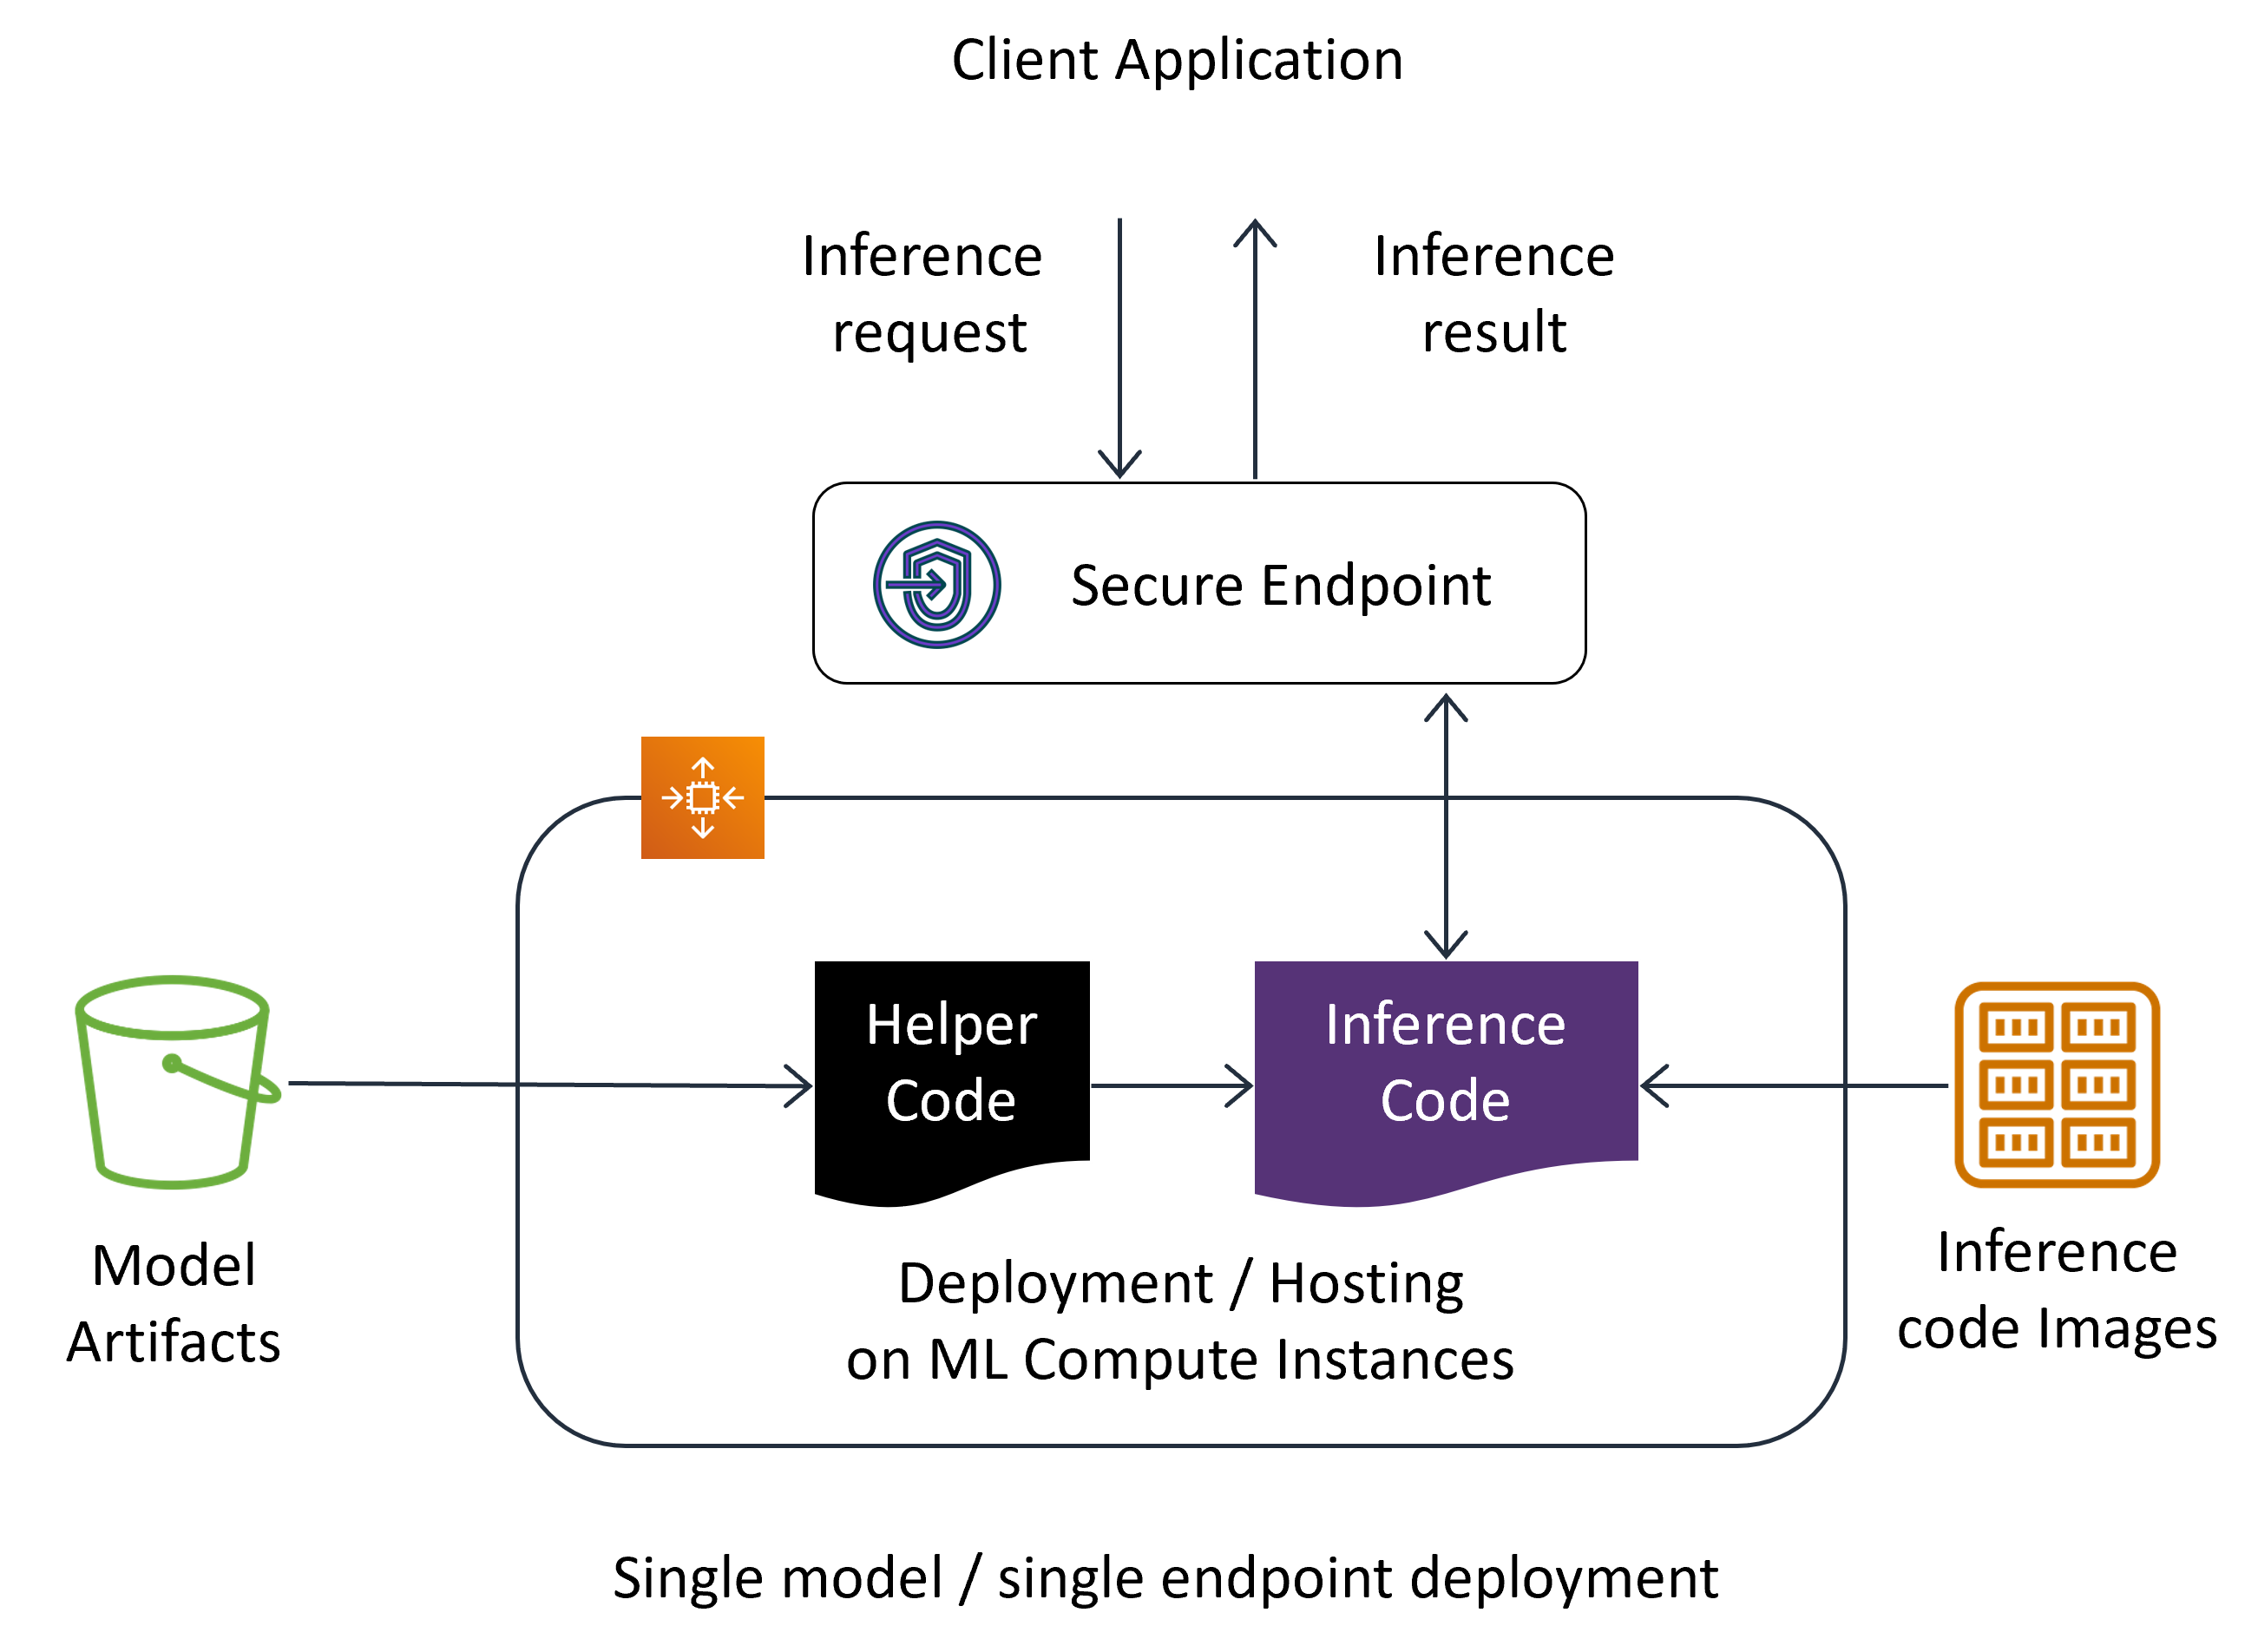 Client Application
Inference
request
Inference
result
Secure Endpoint
Helper
Code
Inference
Code
Model
Artifacts
Deployment / Hosting
on ML Compute Instances
Inference
code Images
Single model / single endpoint deployment